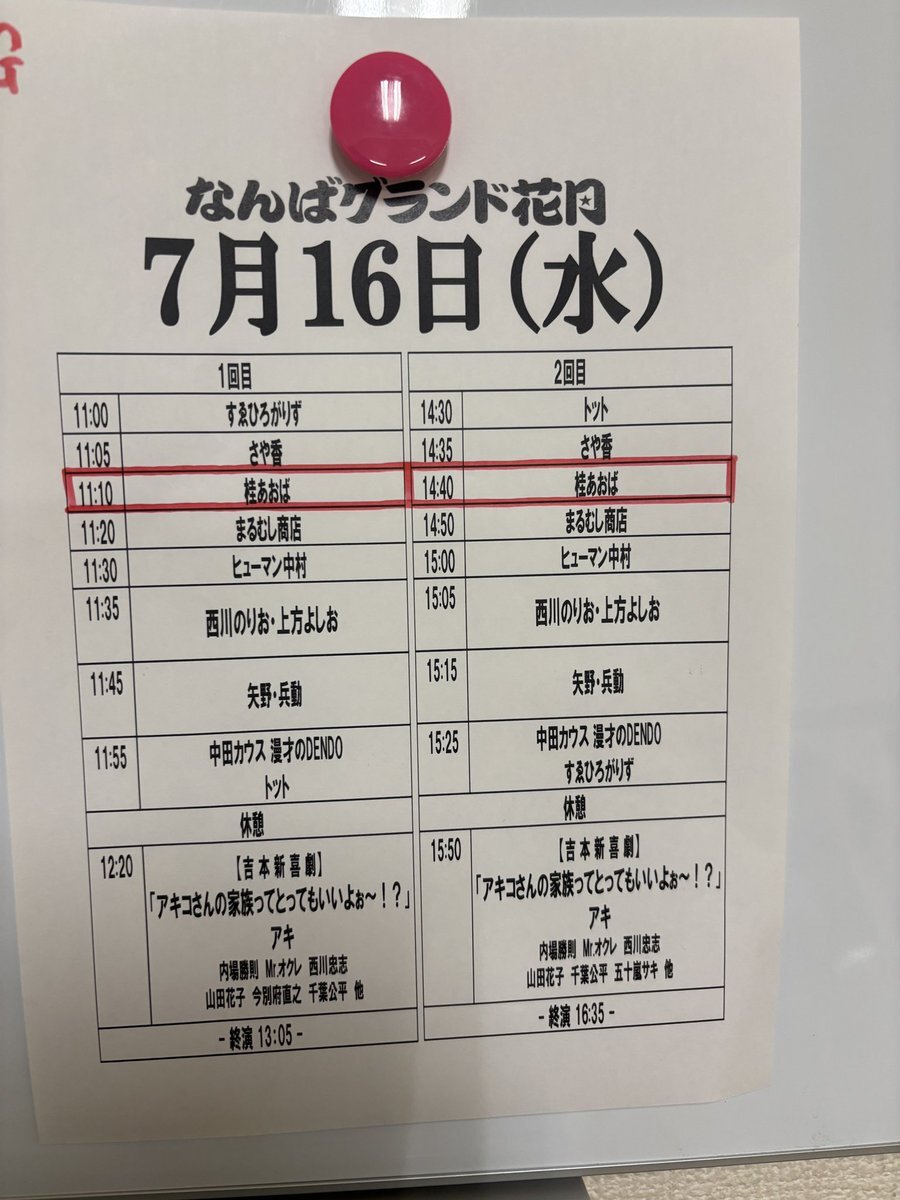 なんばグランド花月
7月16日(水)
1回目
11:00 すゑひろがりず
11:05 さや香
11:10 桂あおば
11:20 まるむし商店
11:30 ヒューマン中村
11:35 西川のりお・上方よしお
11:45 矢野・兵動
11:55 中田カウス 漫才のDENDO
トット
休憩
12:20 【吉本新喜劇】
「アキコさんの家族ってとってもいいよぉ~!?」
アキ
内場勝則 Mr.オクレ 西川忠志
山田花子 今別府直之 千葉公平 他
- 終演 13:05 -
2回目
14:30 トット
14:35 さや香
14:40 桂あおば
14:50 まるむし商店
15:00 ヒューマン中村
15:05 西川のりお・上方よしお
15:15 矢野・兵動
15:25 中田カウス 漫才のDENDO
すゑひろがりず
休憩
15:50 【吉本新喜劇】
「アキコさんの家族ってとってもいいよぉ~!?」
アキ
内場勝則 Mr.オクレ 西川忠志
山田花子 千葉公平 五十嵐サキ 他
- 終演 16:35 -